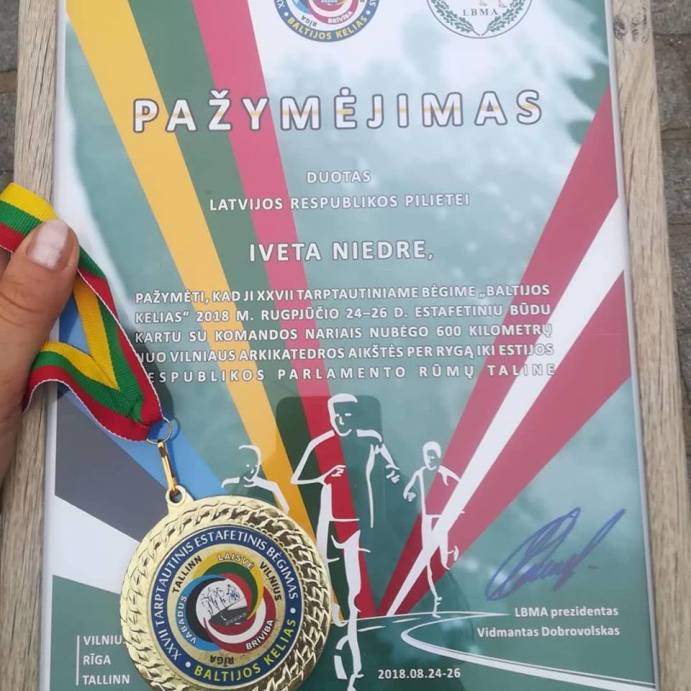 XXVII
BALTIJOS KELIAS
RĪGA BRIVIBA
LBMA
PAŽYMĖJIMAS
DUOTAS
LATVIJOS RESPUBLIKOS PILIETEI
IVETA NIEDRE,
PAŽYMĖTI, KAD JI XXVII TARPTAUTINIAME BĖGIME „BALTIJOS
KELIAS“ 2018 M. RUGPJŪČIO 24–26 D. ESTAFETINIU BŪDU
KARTU SU KOMANDOS NARIAIS NUBĖGO 600 KILOMETRŲ
NUO VILNIAUS ARKIKATEDROS AIKŠTĖS PER RYGĄ IKI ESTIJOS
RESPUBLIKOS PARLAMENTO RŪMŲ TALINE
XXVII TARPTAUTINIS ESTAFETINIS BĖGIMAS
BALTIJOS KELIAS
TALLINN LAISVĖ VILNIUS
VABADUS RĪGA BRIVIBA
LBMA prezidentas
Vidmantas Dobrovolskas
VILNIUS
RĪGA
TALLINN
2018.08.24-26